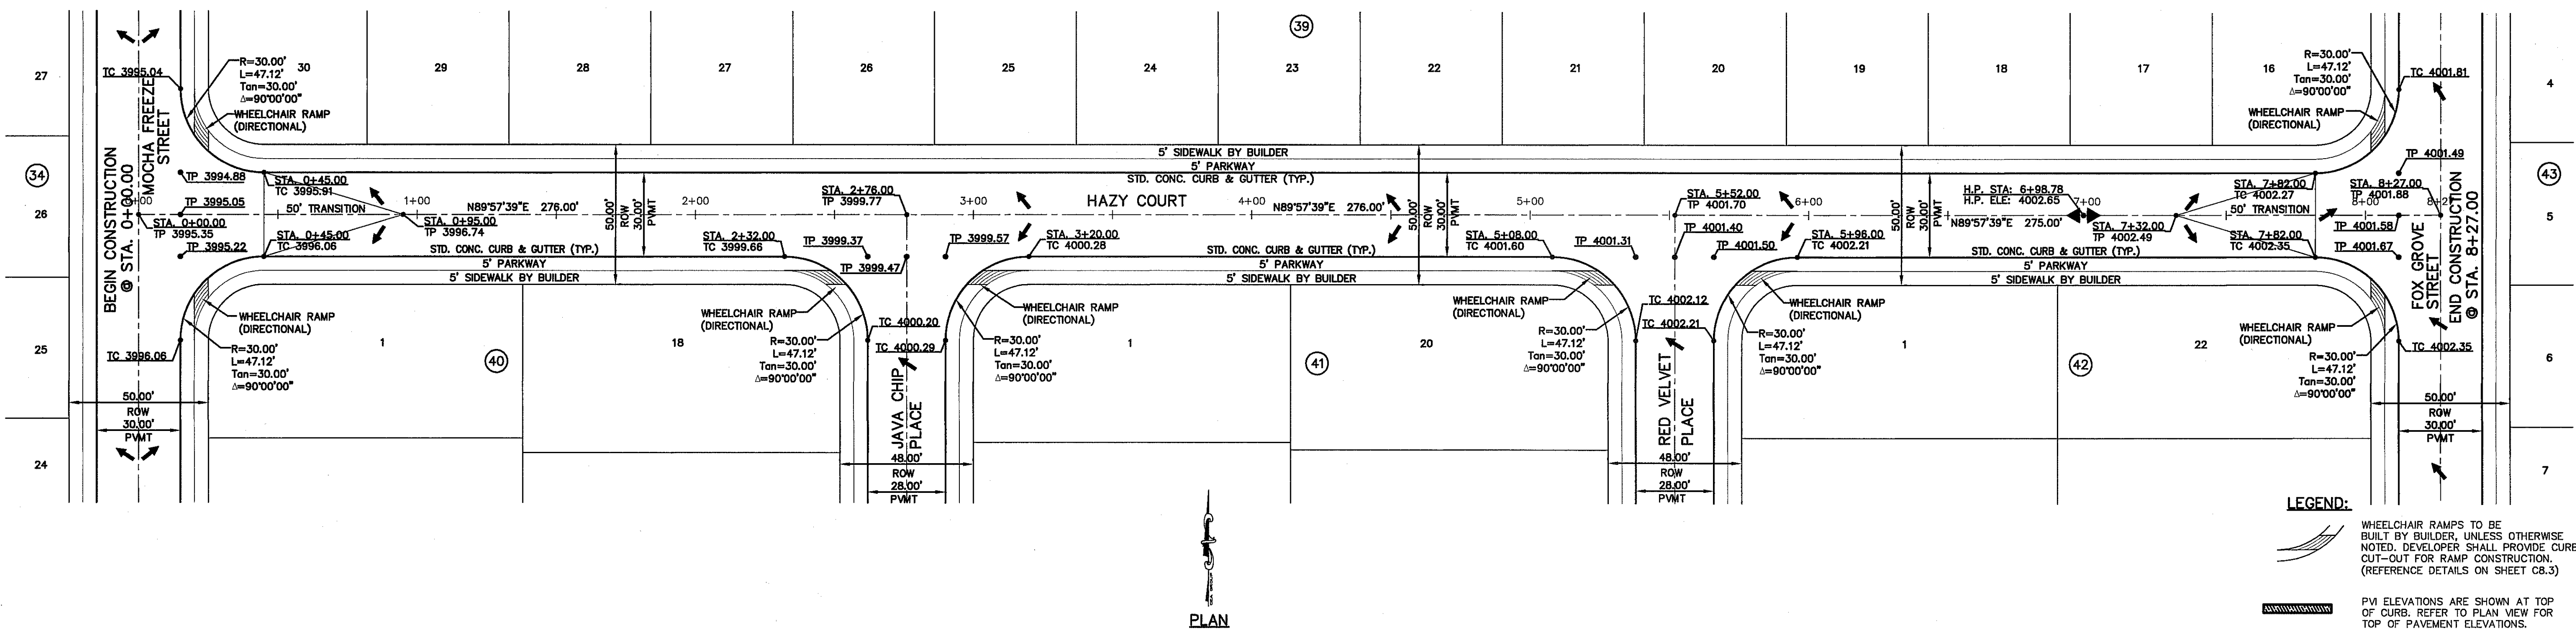 39
27
30
29
28
27
26
25
24
23
22
21
20
19
18
17
16
4
TC 3995.04
MOCHA FREEZE
STREET
R=30.00'
L=47.12'
Tan=30.00'
Δ=90°00'00"
WHEELCHAIR RAMP
(DIRECTIONAL)
R=30.00'
L=47.12'
Tan=30.00'
Δ=90°00'00"
WHEELCHAIR RAMP
(DIRECTIONAL)
TC 4001.81
5' SIDEWALK BY BUILDER
5' PARKWAY
STD. CONC. CURB & GUTTER (TYP.)
34
26
BEGIN CONSTRUCTION
@ STA. 0+00.00
TP 3994.88
TP 3995.05
STA. 0+00.00
TP 3995.35
TP 3995.22
STA. 0+45.00
TC 3995.91
50' TRANSITION
1+00
STA. 0+95.00
TP 3996.74
STA. 0+45.00
TC 3996.06
N89°57'39"E 276.00'
2+00
50.00'
ROW
30.00'
PVMT
STA. 2+76.00
TP 3999.77
STA. 2+32.00
TC 3999.66
TP 3999.37
TP 3999.47
TP 3999.57
3+00
STA. 3+20.00
TC 4000.28
HAZY COURT
4+00
N89°57'39"E 276.00'
50.00'
ROW
30.00'
PVMT
5+00
STA. 5+08.00
TC 4001.60
TP 4001.31
STA. 5+52.00
TP 4001.70
TP 4001.40
TP 4001.50
6+00
STA. 5+96.00
TC 4002.21
50.00'
ROW
30.00'
PVMT
H.P. STA: 6+98.78
H.P. ELE: 4002.65
7+00
N89°57'39"E 275.00'
STA. 7+32.00
TP 4002.49
STA. 7+82.00
TC 4002.27
50' TRANSITION
STA. 7+82.00
TC 4002.35
8+00
STA. 8+27.00
TP 4001.88
TP 4001.49
TP 4001.58
TP 4001.67
43
5
FOX GROVE
STREET
END CONSTRUCTION
@ STA. 8+27.00
STD. CONC. CURB & GUTTER (TYP.)
5' PARKWAY
5' SIDEWALK BY BUILDER
STD. CONC. CURB & GUTTER (TYP.)
5' PARKWAY
5' SIDEWALK BY BUILDER
STD. CONC. CURB & GUTTER (TYP.)
5' PARKWAY
5' SIDEWALK BY BUILDER
25
TC 3996.06
WHEELCHAIR RAMP
(DIRECTIONAL)
R=30.00'
L=47.12'
Tan=30.00'
Δ=90°00'00"
1
40
18
WHEELCHAIR RAMP
(DIRECTIONAL)
R=30.00'
L=47.12'
Tan=30.00'
Δ=90°00'00"
TC 4000.20
TC 4000.29
JAVA CHIP
PLACE
WHEELCHAIR RAMP
(DIRECTIONAL)
R=30.00'
L=47.12'
Tan=30.00'
Δ=90°00'00"
1
41
20
WHEELCHAIR RAMP
(DIRECTIONAL)
R=30.00'
L=47.12'
Tan=30.00'
Δ=90°00'00"
TC 4002.12
TC 4002.21
RED VELVET
PLACE
WHEELCHAIR RAMP
(DIRECTIONAL)
R=30.00'
L=47.12'
Tan=30.00'
Δ=90°00'00"
1
42
22
WHEELCHAIR RAMP
(DIRECTIONAL)
R=30.00'
L=47.12'
Tan=30.00'
Δ=90°00'00"
TC 4002.35
6
24
50.00'
ROW
30.00'
PVMT
48.00'
ROW
28.00'
PVMT
48.00'
ROW
28.00'
PVMT
50.00'
ROW
30.00'
PVMT
7
PLAN
LEGEND:
WHEELCHAIR RAMPS TO BE
BUILT BY BUILDER, UNLESS OTHERWISE
NOTED. DEVELOPER SHALL PROVIDE CURB
CUT-OUT FOR RAMP CONSTRUCTION.
(REFERENCE DETAILS ON SHEET C8.3)
PVI ELEVATIONS ARE SHOWN AT TOP
OF CURB. REFER TO PLAN VIEW FOR
TOP OF PAVEMENT ELEVATIONS.